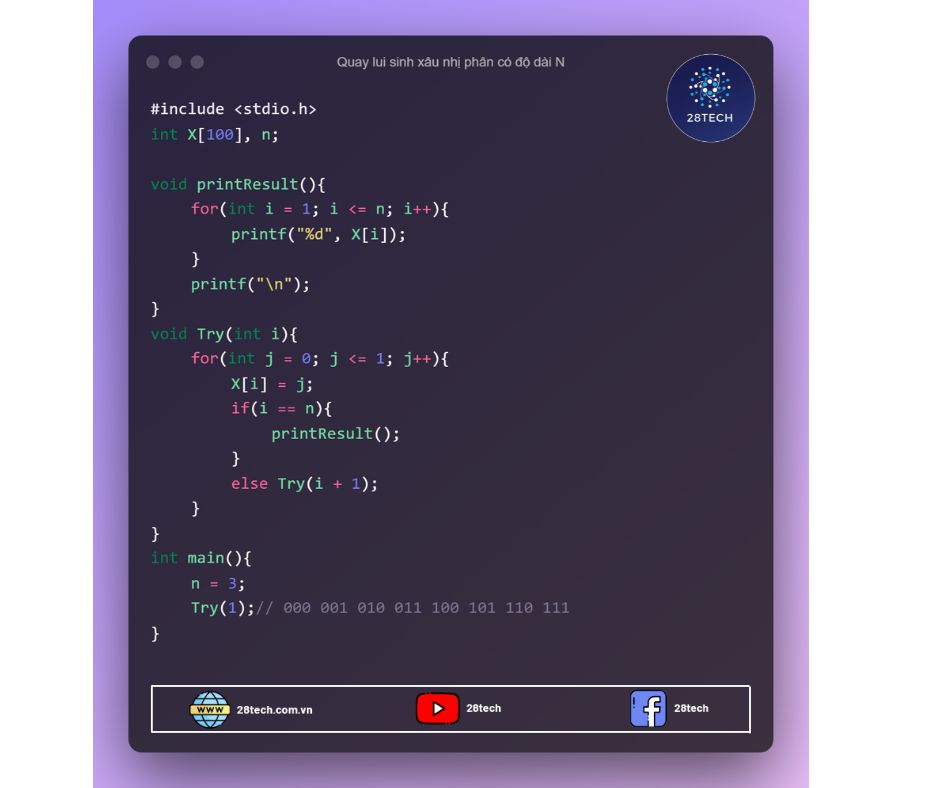 Quay lui sinh xâu nhị phân có độ dài N
28TECH
#include <stdio.h>
int X[100], n;
void printResult(){
for(int i = 1; i <= n; i++){
printf("%d", X[i]);
}
printf("\n");
}
void Try(int i){
for(int j = 0; j <= 1; j++){
X[i] = j;
if(i == n){
printResult();
}
else Try(i + 1);
}
}
int main(){
n = 3;
Try(1);// 000 001 010 011 100 101 110 111
}
WWW 28tech.com.vn 28tech 28tech